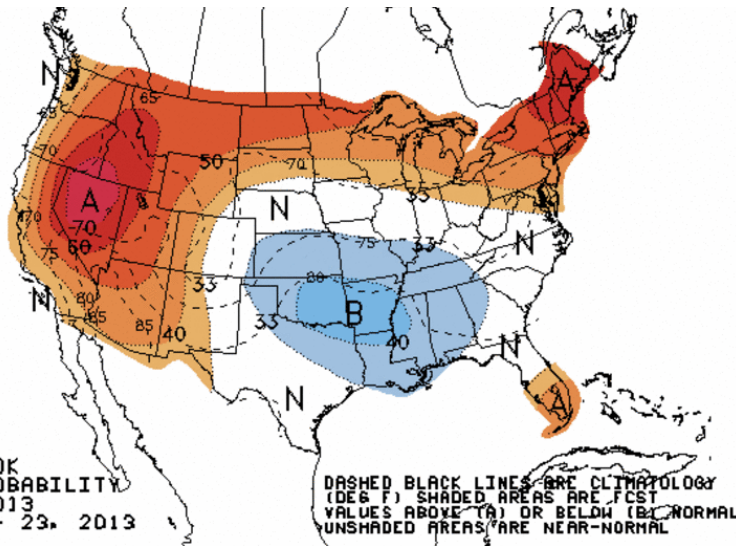 N
65
A
65
70
50
70
N
A
70
60
70
75
N
80
85
85
40
33
33
N
75
33
33
N
80
B
40
N
N
A
OK
OBABILITY
013
- 23, 2013
DASHED BLACK LINES ARE CLIMATOLOGY
(DEG F) SHADED AREAS ARE FCST
VALUES ABOVE (A) OR BELOW (B) NORMAL
UNSHADED AREAS ARE NEAR-NORMAL